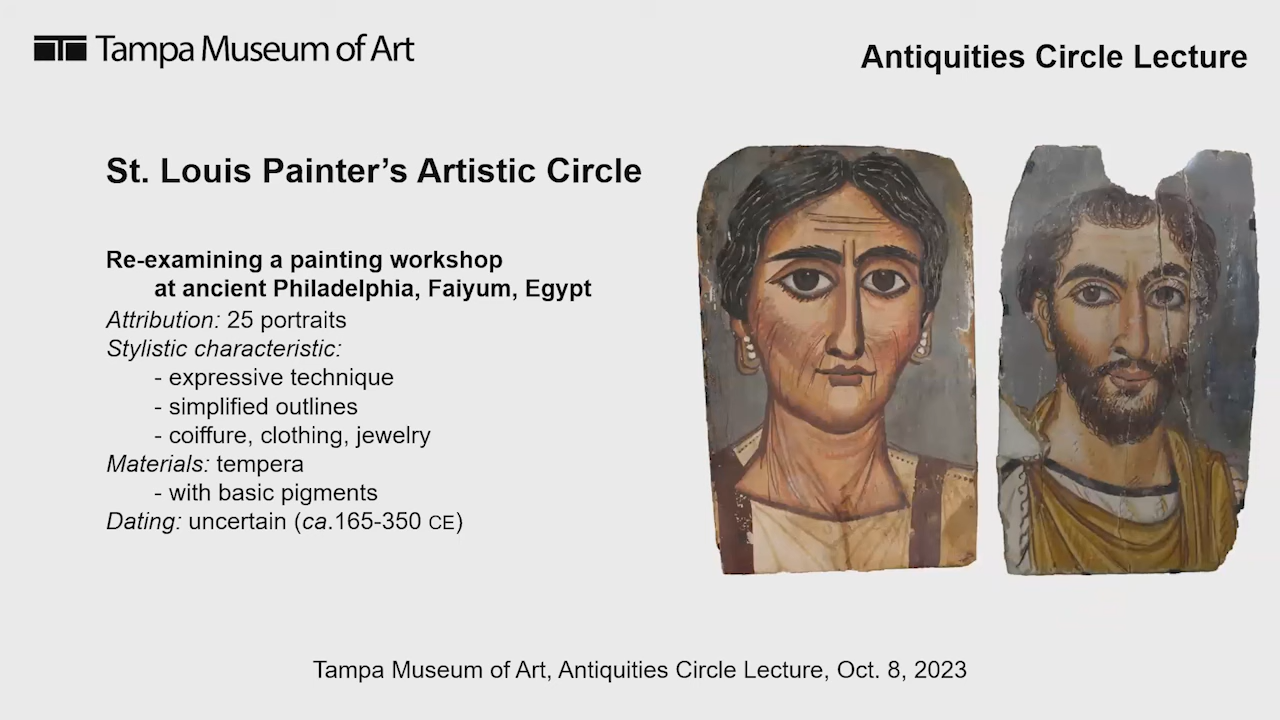 Tampa Museum of Art
Antiquities Circle Lecture
St. Louis Painter’s Artistic Circle
Re-examining a painting workshop
at ancient Philadelphia, Faiyum, Egypt
Attribution: 25 portraits
Stylistic characteristic:
- expressive technique
- simplified outlines
- coiffure, clothing, jewelry
Materials: tempera
- with basic pigments
Dating: uncertain (ca.165-350 CE)
Tampa Museum of Art, Antiquities Circle Lecture, Oct. 8, 2023